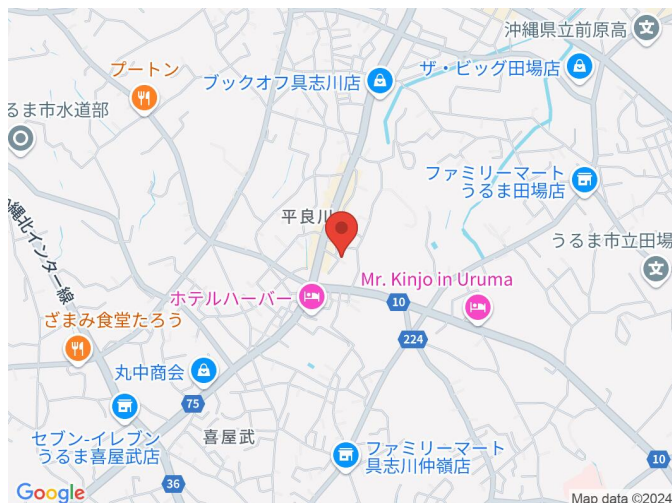 沖縄県立前原高
プートン
ブックオフ具志川店
ザ・ビッグ田場店
うるま市水道部
ファミリーマート
うるま田場店
平良川
うるま市立田場
縄北インター線
Mr. Kinjo in Uruma
ホテルハーバー
10
ざまみ食堂たろう
224
丸中商会
75
喜屋武
セブン-イレブン
うるま喜屋武店
ファミリーマート
具志川仲嶺店
10
36
Google
Map data ©2024